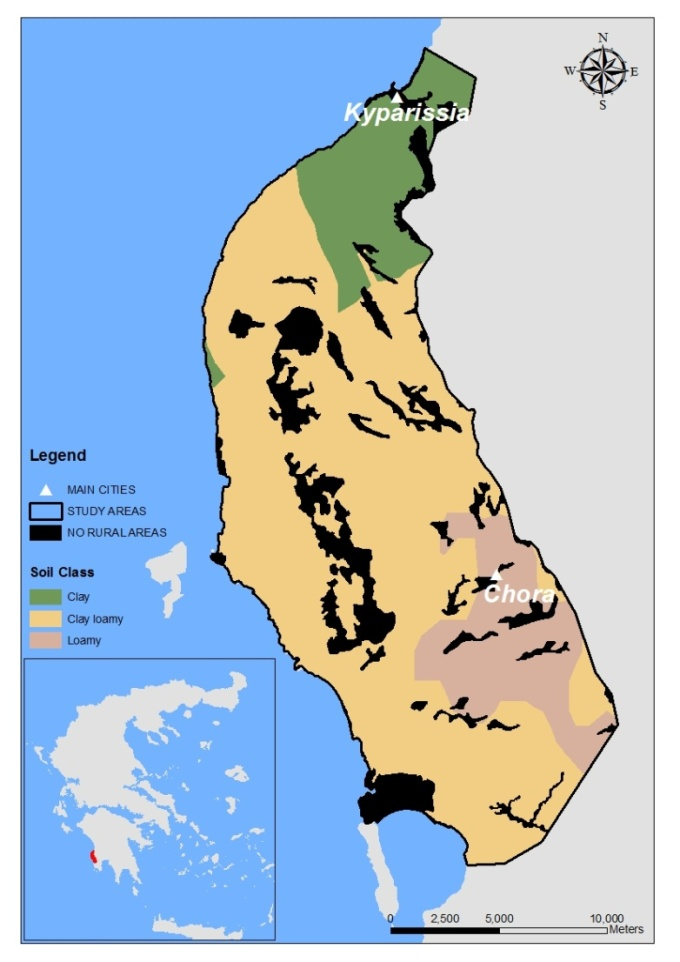 N
W E
S
Kyparissia
Legend
MAIN CITIES
STUDY AREAS
NO RURAL AREAS
Chora
Soil Class
Clay
Clay loamy
Loamy
0 2,500 5,000 10,000
Meters